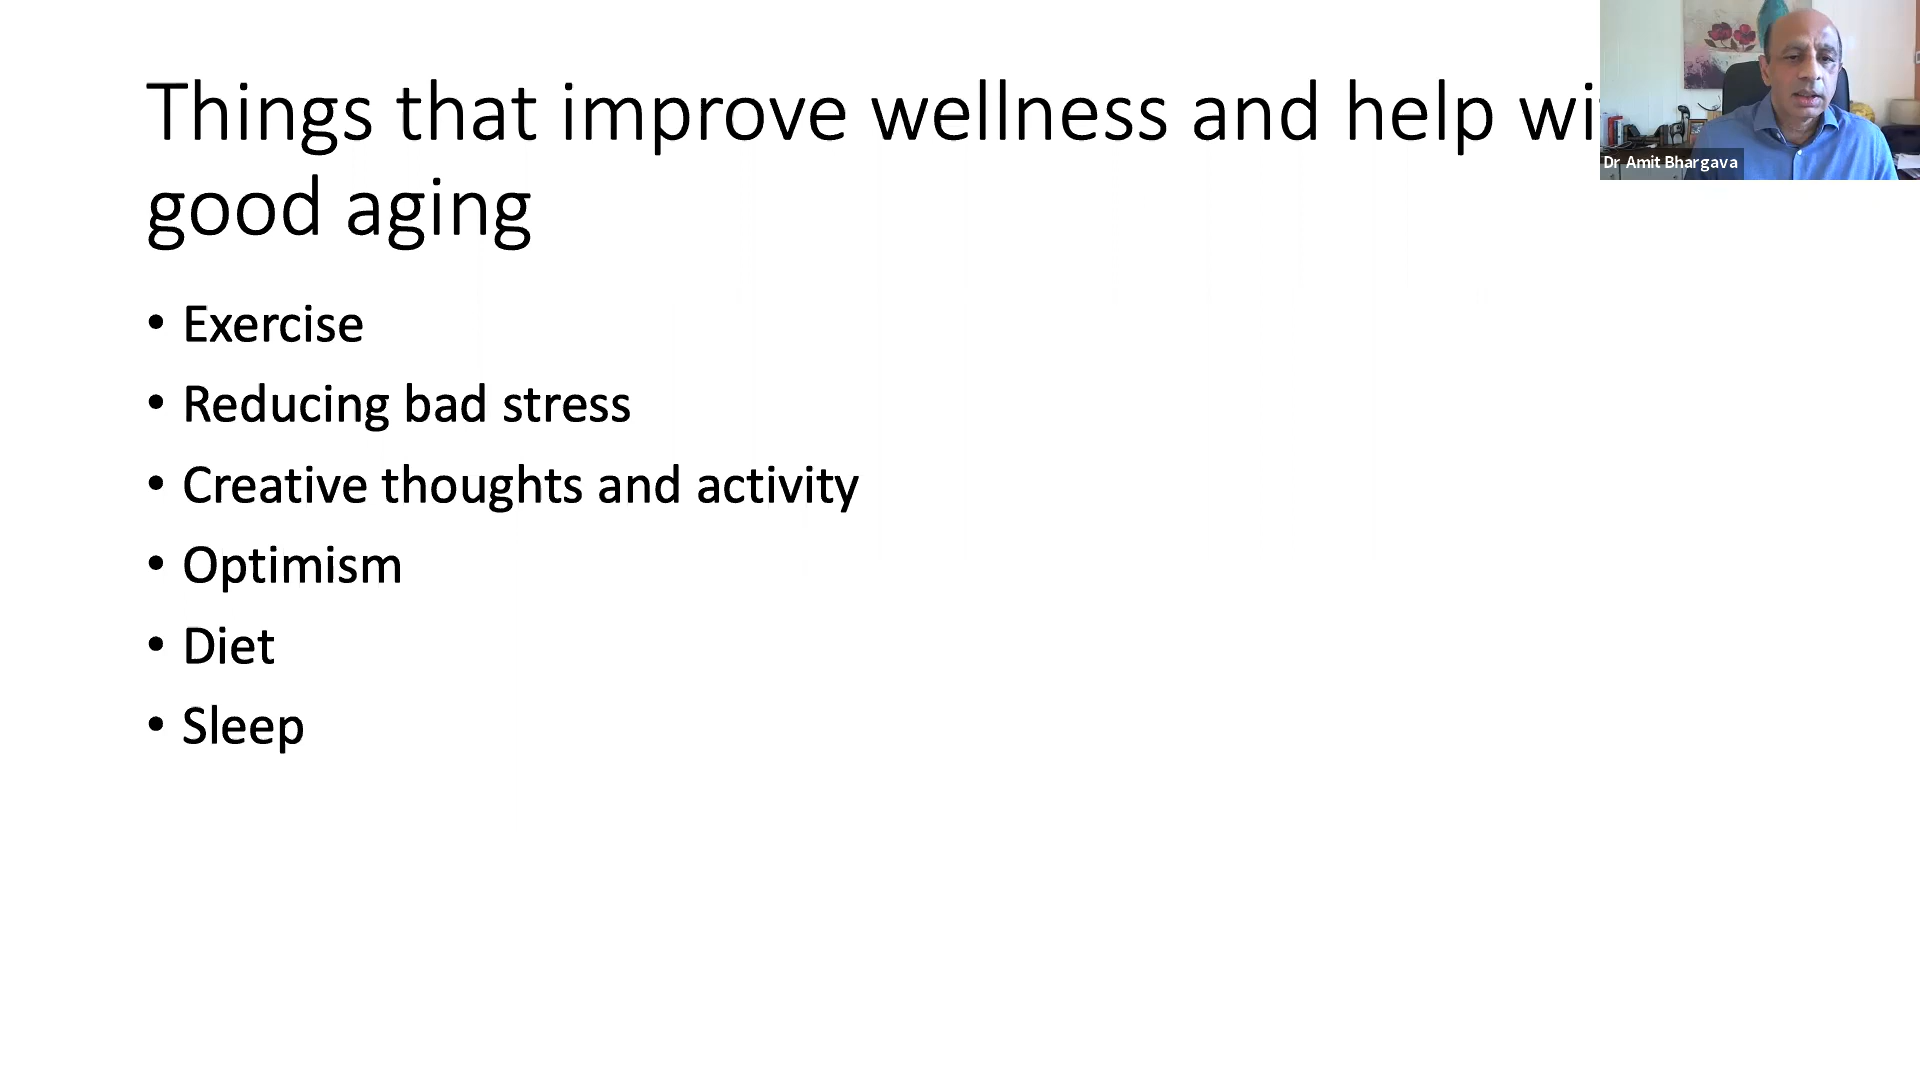 Things that improve wellness and help wi
good aging
• Exercise
• Reducing bad stress
• Creative thoughts and activity
• Optimism
• Diet
• Sleep
Dr Amit Bhargava